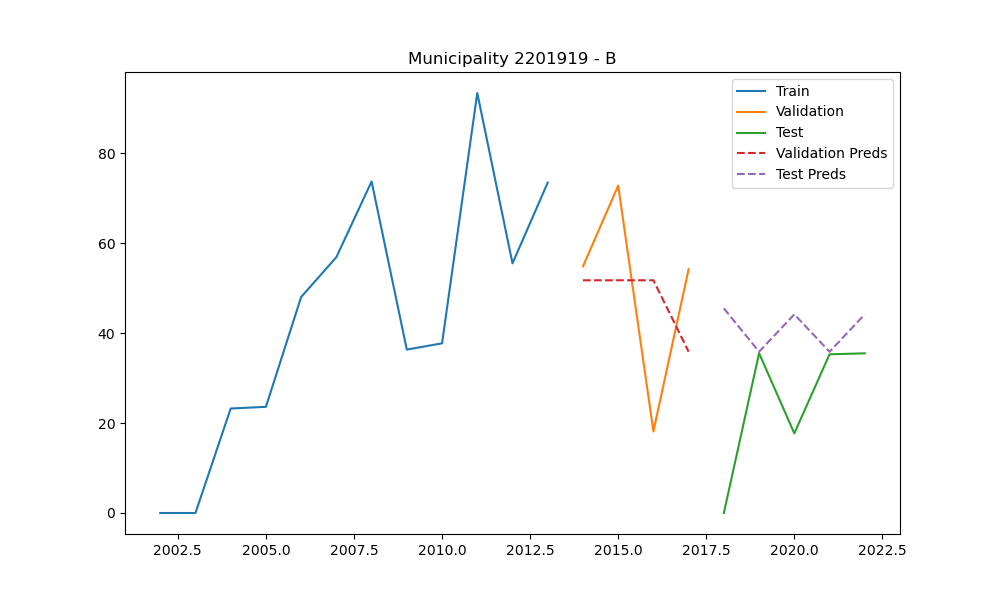 Municipality 2201919 - B
Train
Validation
Test
Validation Preds
Test Preds
80
60
40
20
0
2002.5 2005.0 2007.5 2010.0 2012.5 2015.0 2017.5 2020.0 2022.5